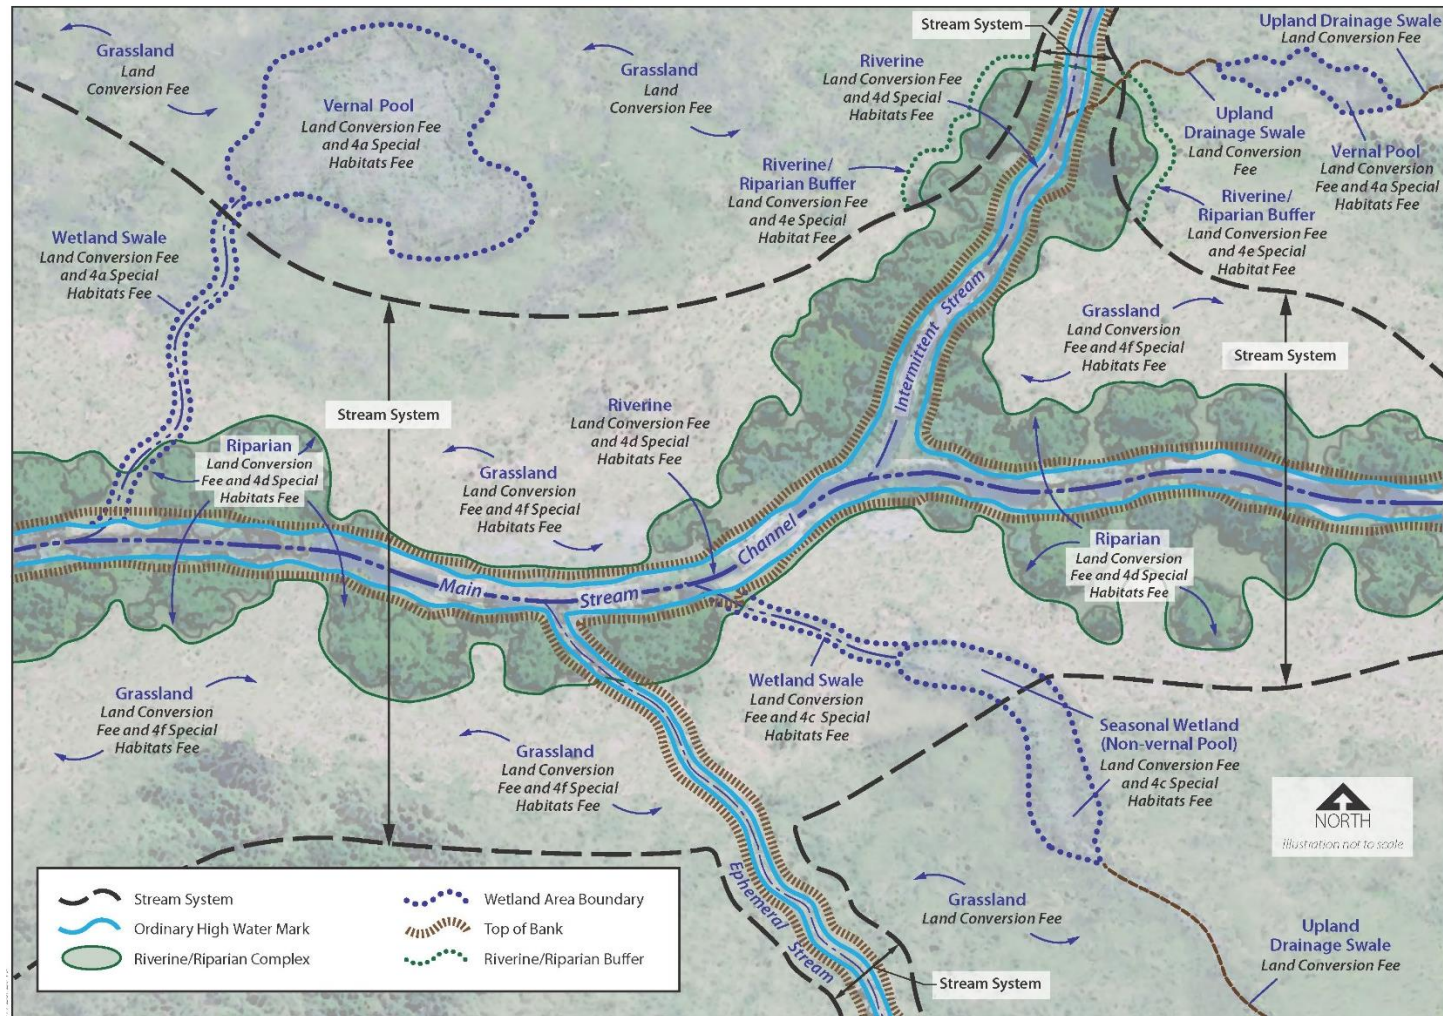 Stream System
Upland Drainage Swale
Land Conversion Fee
Grassland
Land
Conversion Fee
Grassland
Land
Conversion Fee
Riverine
Land Conversion Fee
and 4d Special
Habitats Fee
Vernal Pool
Land Conversion Fee
and 4a Special
Habitats Fee
Upland
Drainage Swale
Land Conversion
Fee
Vernal Pool
Land Conversion
Fee and 4a Special
Habitats Fee
Riverine/
Riparian Buffer
Land Conversion Fee
and 4e Special
Habitat Fee
Riverine/
Riparian Buffer
Land Conversion Fee
and 4e Special
Habitat Fee
Wetland Swale
Land Conversion Fee
and 4a Special
Habitats Fee
Intermittent Stream
Grassland
Land Conversion
Fee and 4f Special
Habitats Fee
Stream System
Stream System
Riverine
Land Conversion Fee
and 4d Special
Habitats Fee
Riparian
Land Conversion
Fee and 4d Special
Habitats Fee
Grassland
Land Conversion
Fee and 4f Special
Habitats Fee
Main Stream Channel
Riparian
Land Conversion
Fee and 4d Special
Habitats Fee
Grassland
Land Conversion
Fee and 4f Special
Habitats Fee
Wetland Swale
Land Conversion
Fee and 4c Special
Habitats Fee
Grassland
Land Conversion
Fee and 4f Special
Habitats Fee
Seasonal Wetland
(Non-vernal Pool)
Land Conversion Fee
and 4c Special
Habitats Fee
NORTH
Illustration not to scale
Ephemeral Stream
Grassland
Land Conversion Fee
Upland
Drainage Swale
Land Conversion Fee
Stream System
Stream System
Wetland Area Boundary
Ordinary High Water Mark
Top of Bank
Riverine/Riparian Complex
Riverine/Riparian Buffer